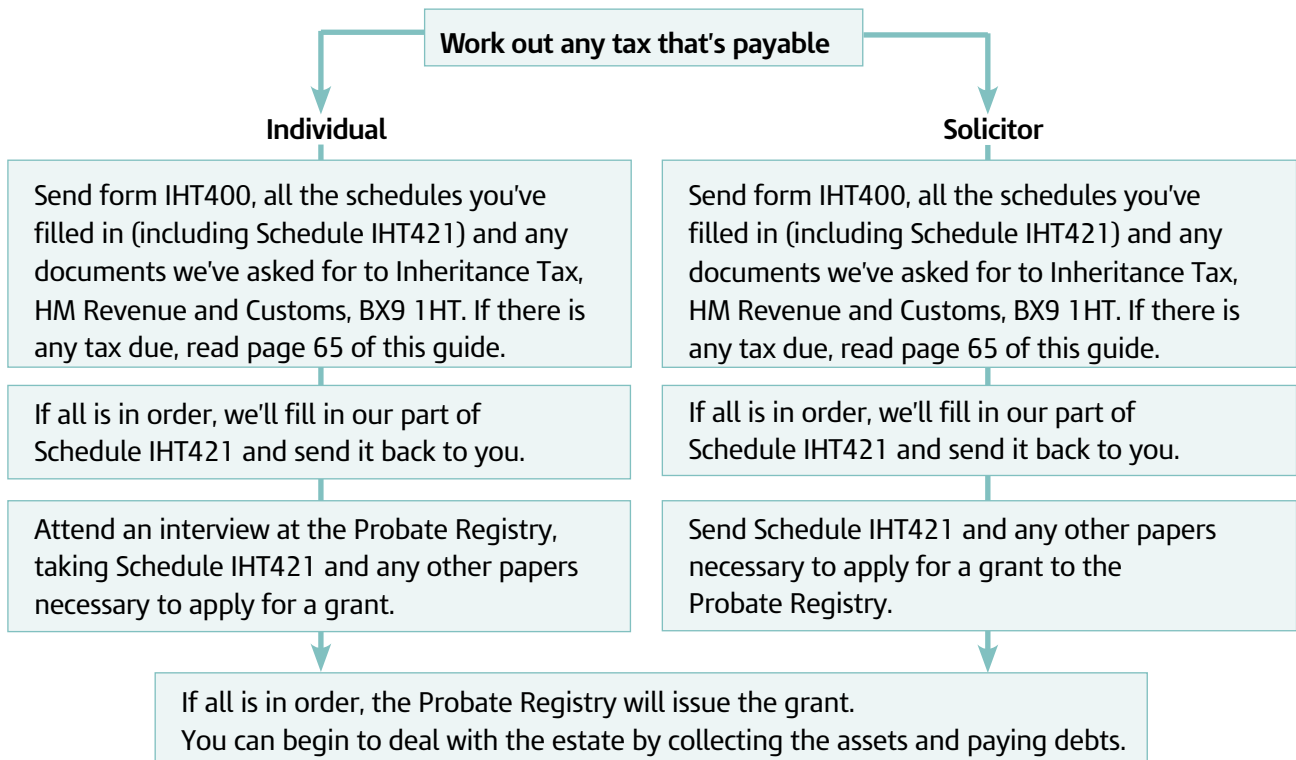 Work out any tax that's payable
Individual
Send form IHT400, all the schedules you've
filled in (including Schedule IHT421) and any
documents we've asked for to Inheritance Tax,
HM Revenue and Customs, BX9 1HT. If there is
any tax due, read page 65 of this guide.
If all is in order, we'll fill in our part of
Schedule IHT421 and send it back to you.
Attend an interview at the Probate Registry,
taking Schedule IHT421 and any other papers
necessary to apply for a grant.
Solicitor
Send form IHT400, all the schedules you've
filled in (including Schedule IHT421) and any
documents we've asked for to Inheritance Tax,
HM Revenue and Customs, BX9 1HT. If there is
any tax due, read page 65 of this guide.
If all is in order, we'll fill in our part of
Schedule IHT421 and send it back to you.
Send Schedule IHT421 and any other papers
necessary to apply for a grant to the
Probate Registry.
If all is in order, the Probate Registry will issue the grant.
You can begin to deal with the estate by collecting the assets and paying debts.